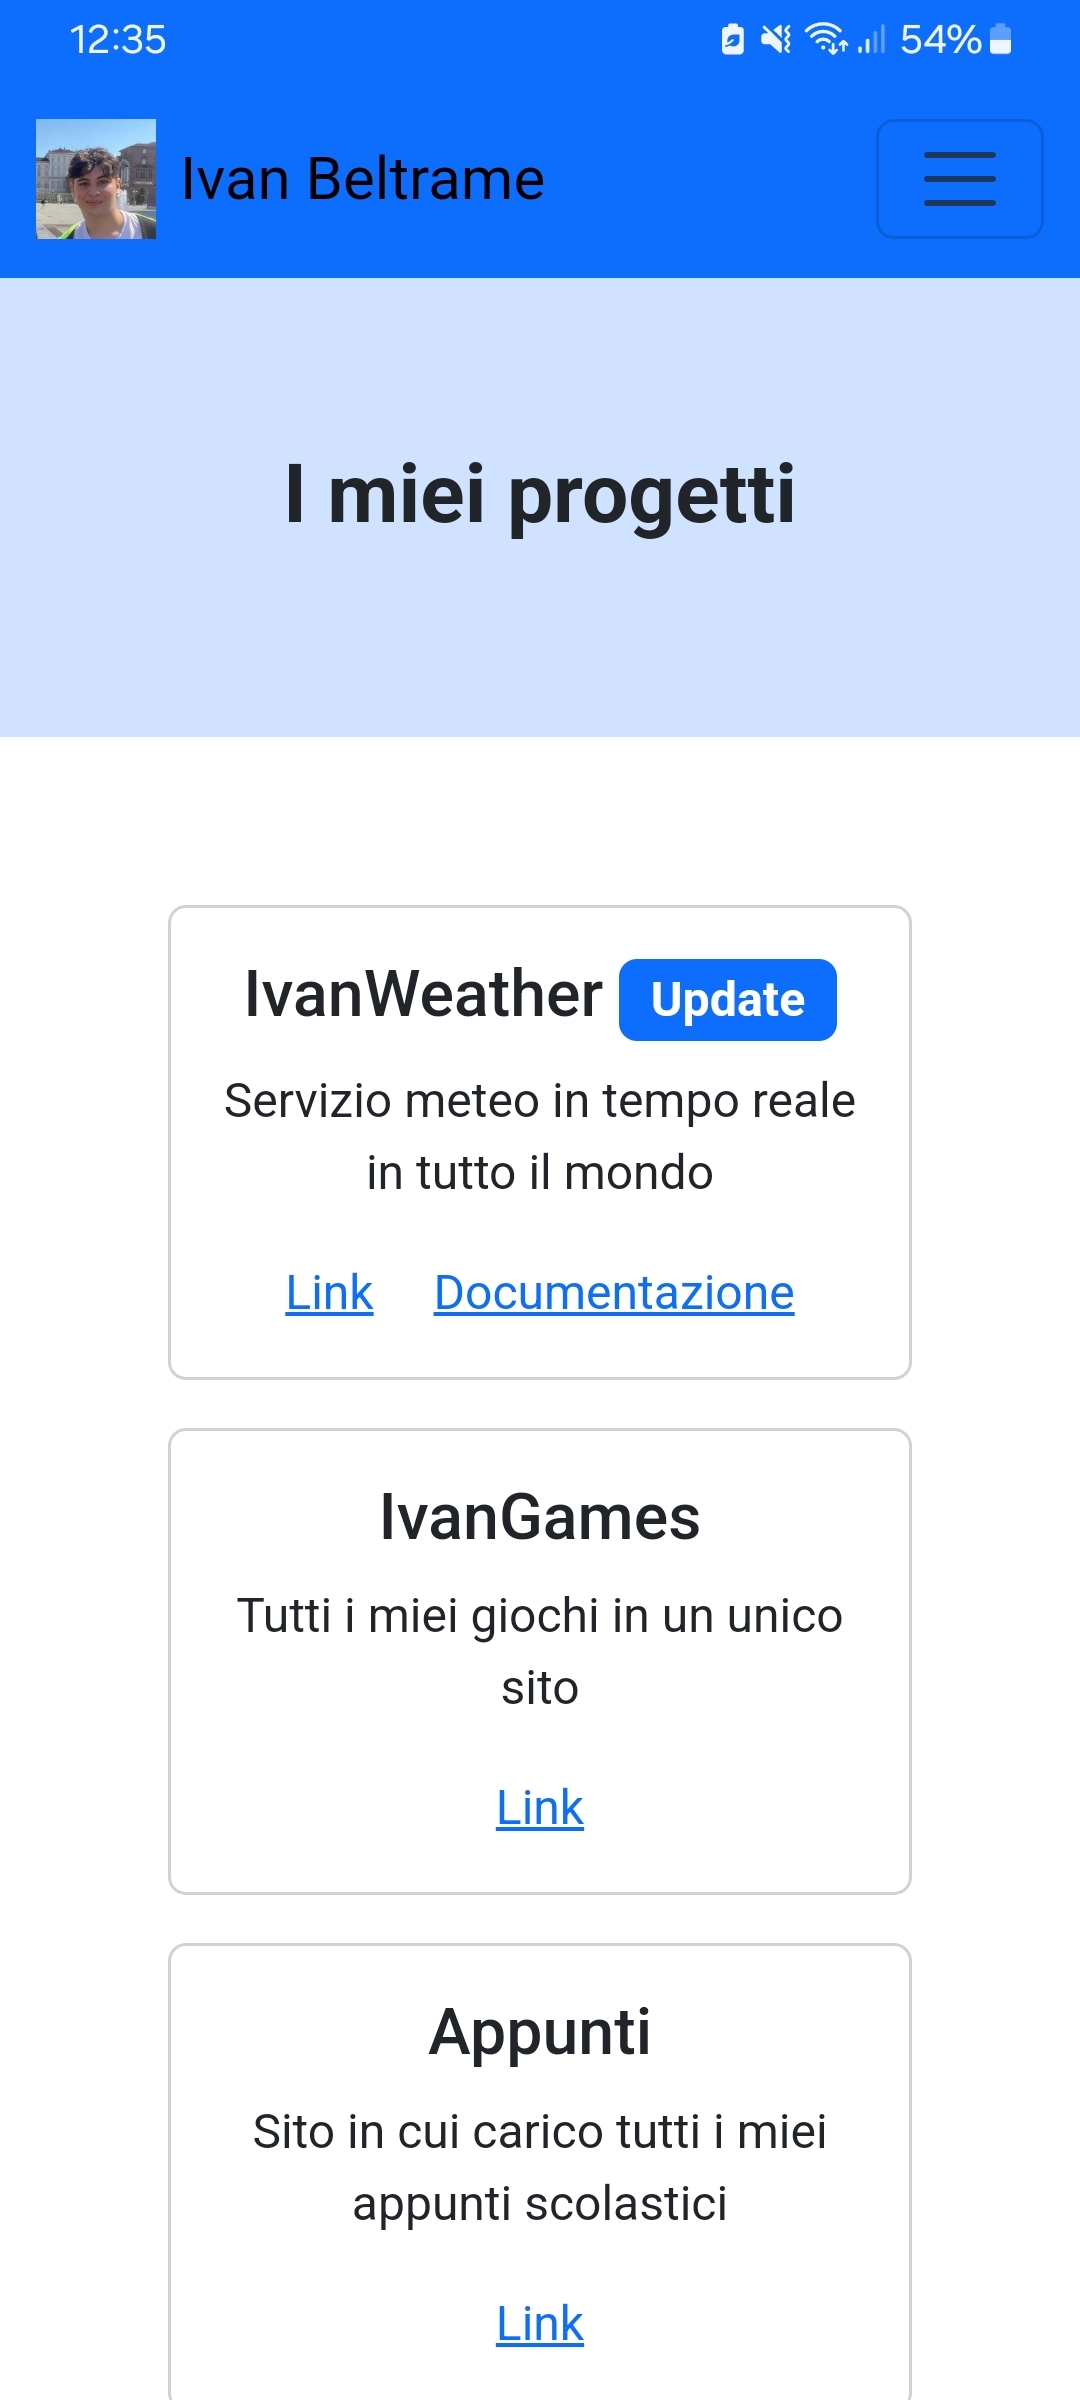 12:35
54%
Ivan Beltrame
I miei progetti
IvanWeather Update
Servizio meteo in tempo reale
in tutto il mondo
Link Documentazione
IvanGames
Tutti i miei giochi in un unico
sito
Link
Appunti
Sito in cui carico tutti i miei
appunti scolastici
Link